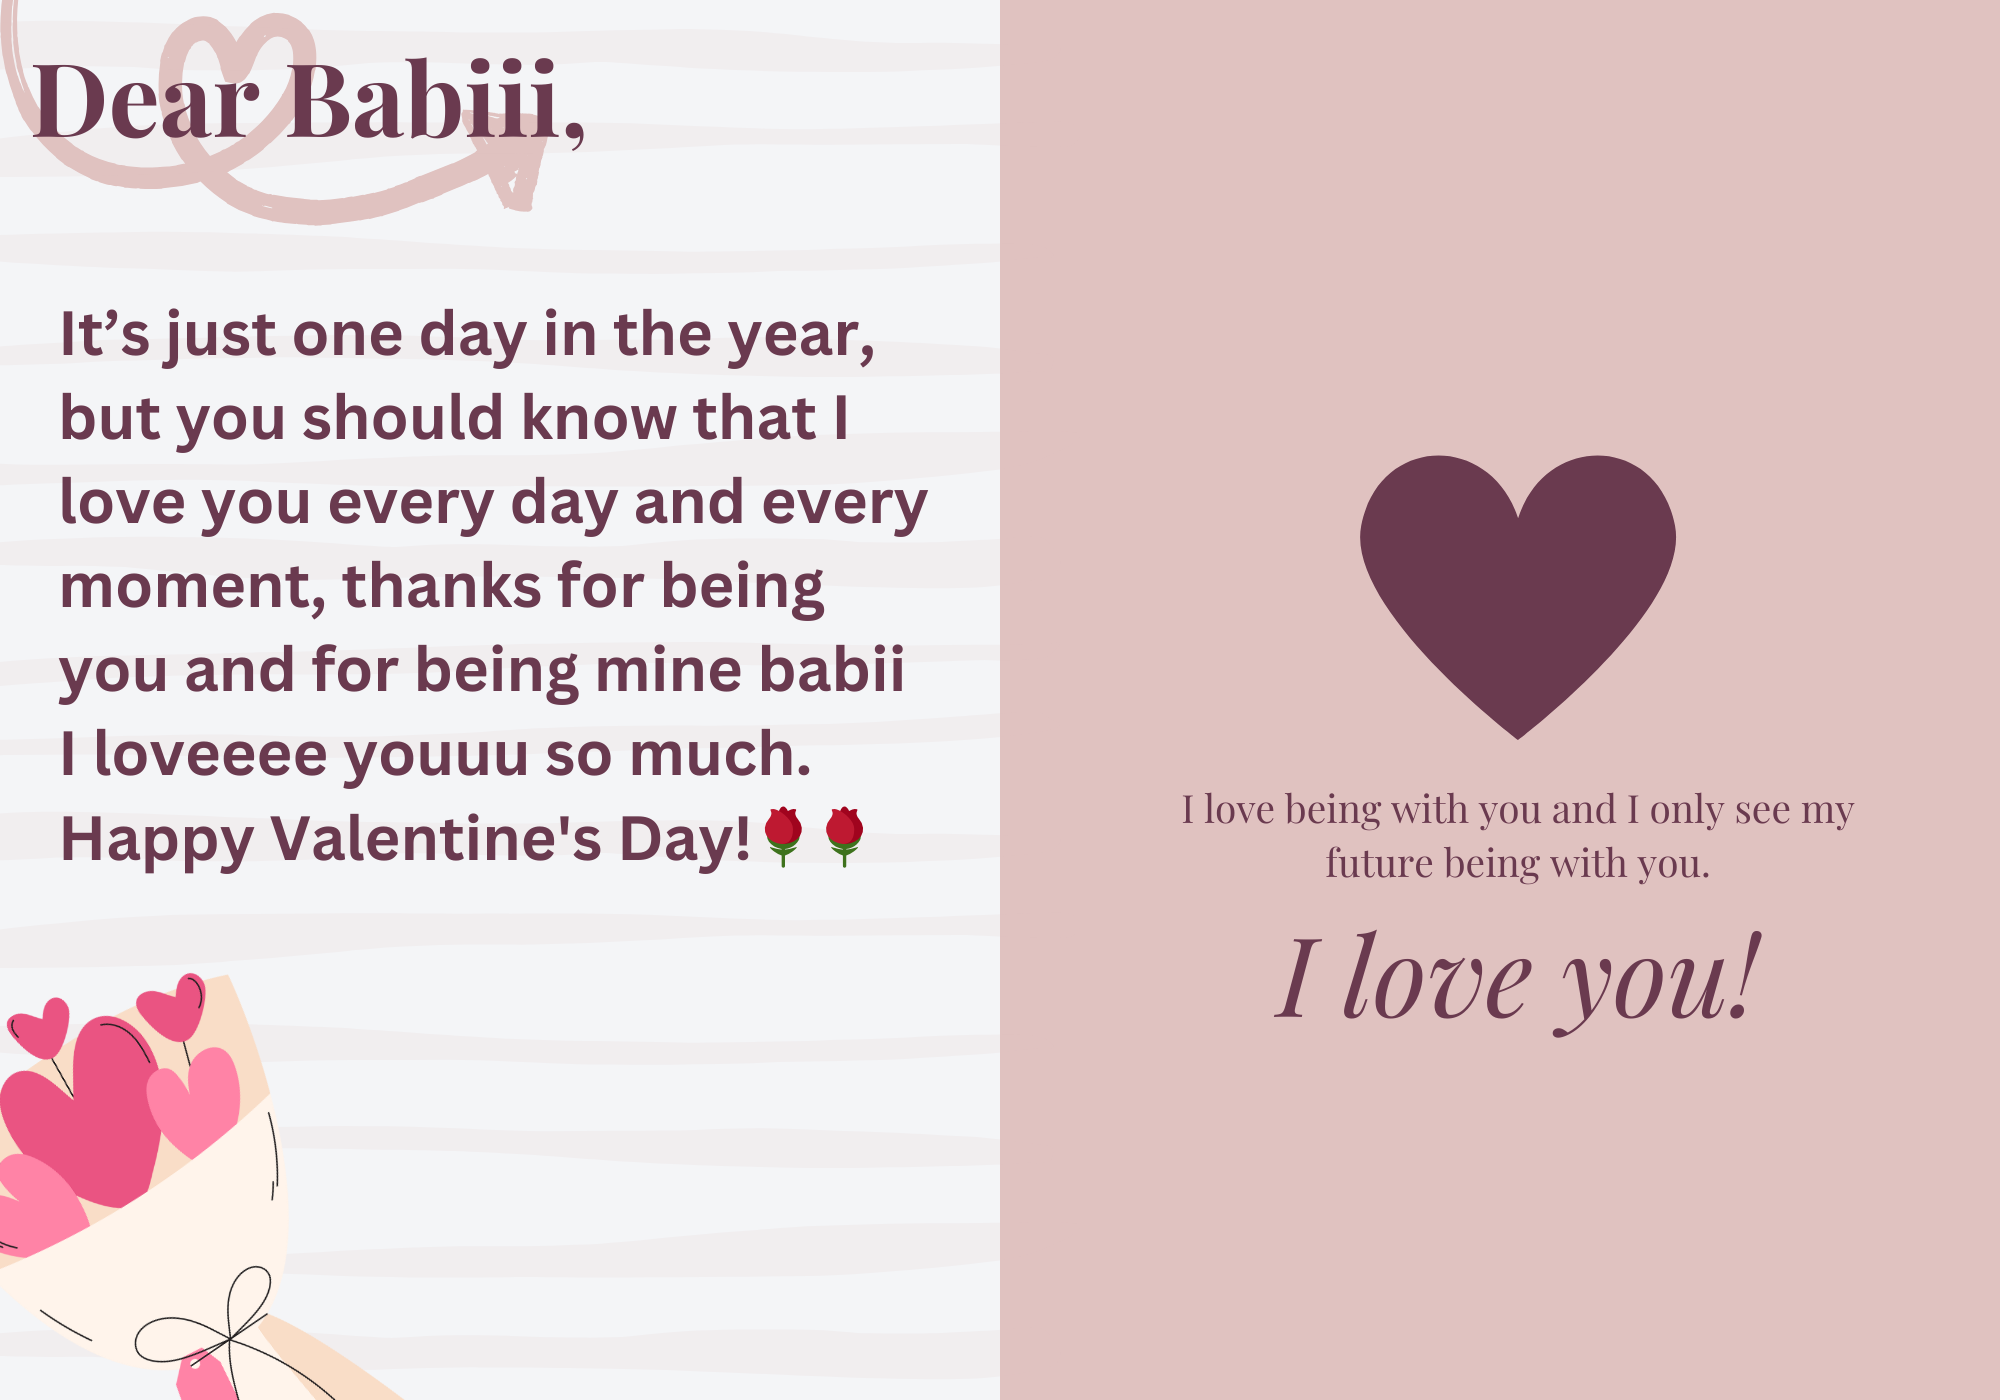 Dear Babiii,
It’s just one day in the year,
but you should know that I
love you every day and every
moment, thanks for being
you and for being mine babii
I loveeee youuu so much.
Happy Valentine's Day!🌹🌹
I love being with you and I only see my
future being with you.
I love you!